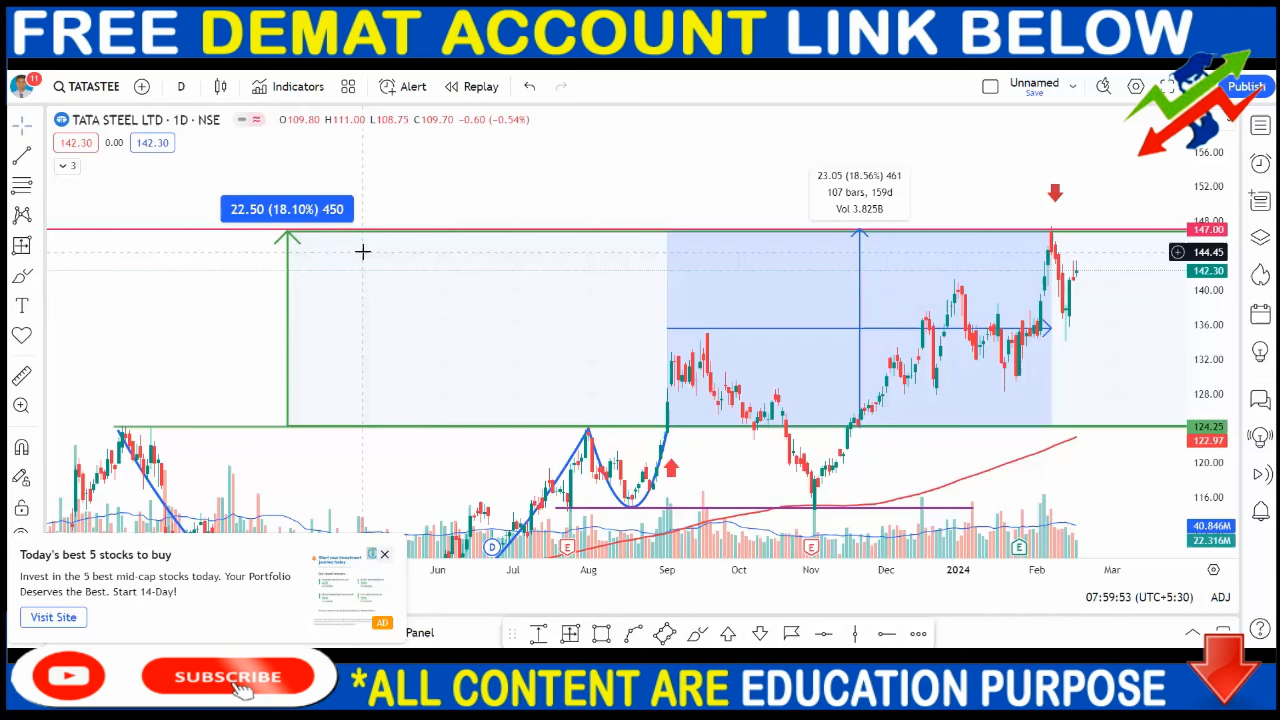 FREE DEMAT ACCOUNT LINK BELOW
11
TATASTEE
D
Indicators
Alert
Replay
Unnamed
Save
Publish
TATA STEEL LTD · 1D · NSE
O109.80 H111.00 L108.75 C109.70 -0.60 (-0.54%)
142.30 0.00 142.30
3
22.50 (18.10%) 450
23.05 (18.56%) 461
107 bars, 159d
Vol 3.825B
156.00
152.00
148.00
147.00
144.45
142.30
140.00
136.00
132.00
128.00
124.25
122.97
120.00
116.00
40.846M
22.316M
D
E
E
E
Jun Jul Aug Sep Oct Nov Dec 2024 Feb Mar
07:59:53 (UTC+5:30) ADJ
Today's best 5 stocks to buy
Invest in the 5 best mid-cap stocks today. Your Portfolio
Deserves the Best. Start 14-Day!
Visit Site
AD
Panel
SUBSCRIBE
*ALL CONTENT ARE EDUCATION PURPOSE